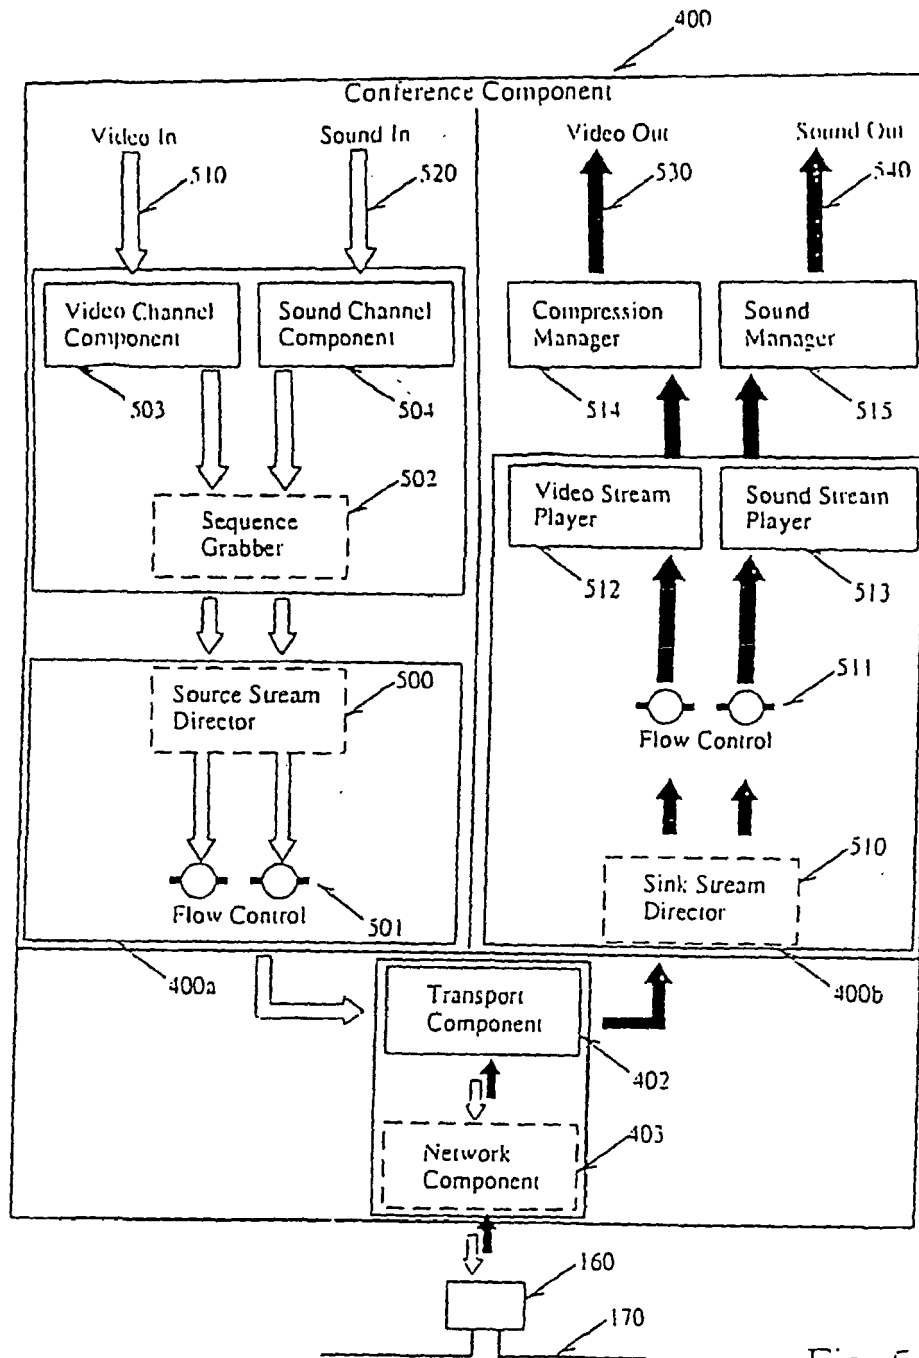 400
Conference Component
Video In
Sound In
Video Out
Sound Out
510
520
530
540
Video Channel
Component
Sound Channel
Component
Compression
Manager
Sound
Manager
503
504
514
515
502
Sequence
Grabber
Video Stream
Player
Sound Stream
Player
512
513
500
Source Stream
Director
511
Flow Control
510
Sink Stream
Director
Flow Control
501
400a
400b
Transport
Component
402
403
Network
Component
160
170
Fig. 5